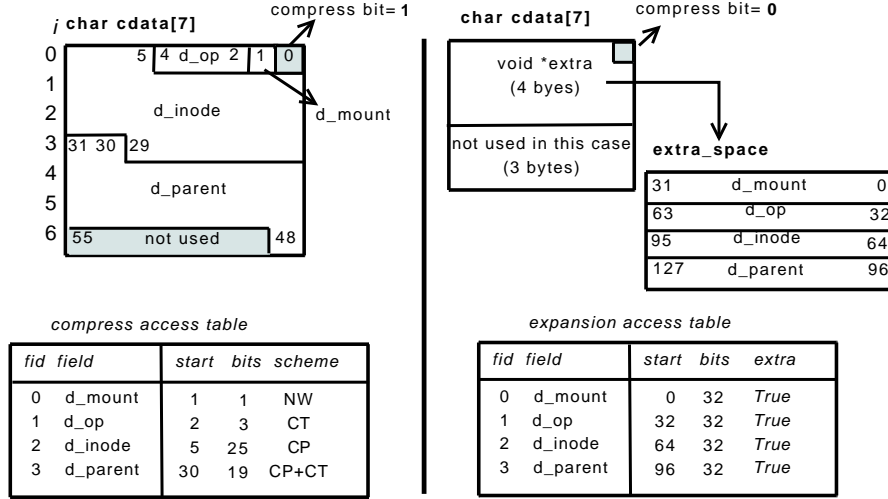 compress bit= 1
i char cdata[7]
0 5 4 d_op 2 1 0
1
2 d_inode d_mount
3 31 30 29
4
d_parent
5
6 55 not used 48
compress access table
fid field start bits scheme
0 d_mount 1 1 NW
1 d_op 2 3 CT
2 d_inode 5 25 CP
3 d_parent 30 19 CP+CT
compress bit= 0
char cdata[7]
void *extra
(4 byes)
not used in this case
(3 bytes)
extra_space
31 d_mount 0
63 d_op 32
95 d_inode 64
127 d_parent 96
expansion access table
fid field start bits extra
0 d_mount 0 32 True
1 d_op 32 32 True
2 d_inode 64 32 True
3 d_parent 96 32 True